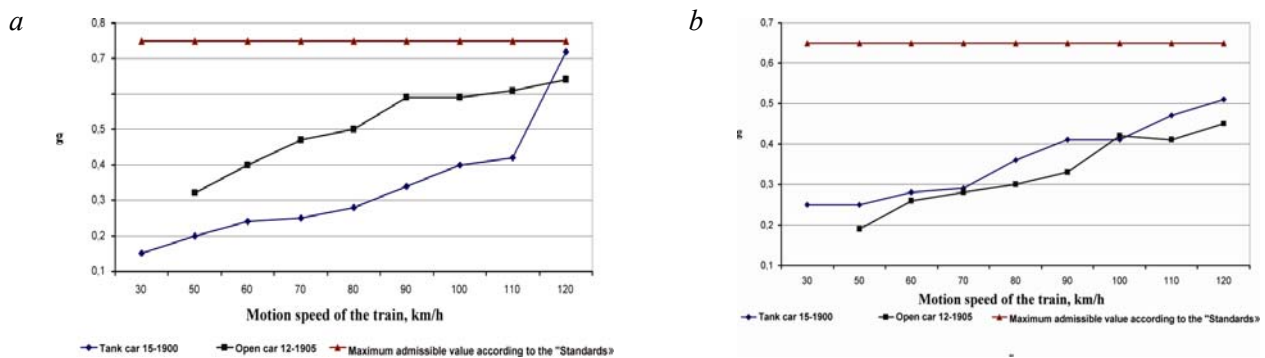 a
0,8
0,7
0,5
0,4
0,3
0,2
0,1
30 50 60 70 80 90 100 110 120
Motion speed of the train, km/h
Tank car 15-1900 Open car 12-1905 Maximum admissible value according to the "Standards»
b
0,7
0,6
0,5
0,4
0,3
0,2
0,1
30 50 60 70 80 90 100 110 120
Motion speed of the train, km/h
Tank car 15-1900 Open car 12-1905 Maximum admissible value according to the "Standards»